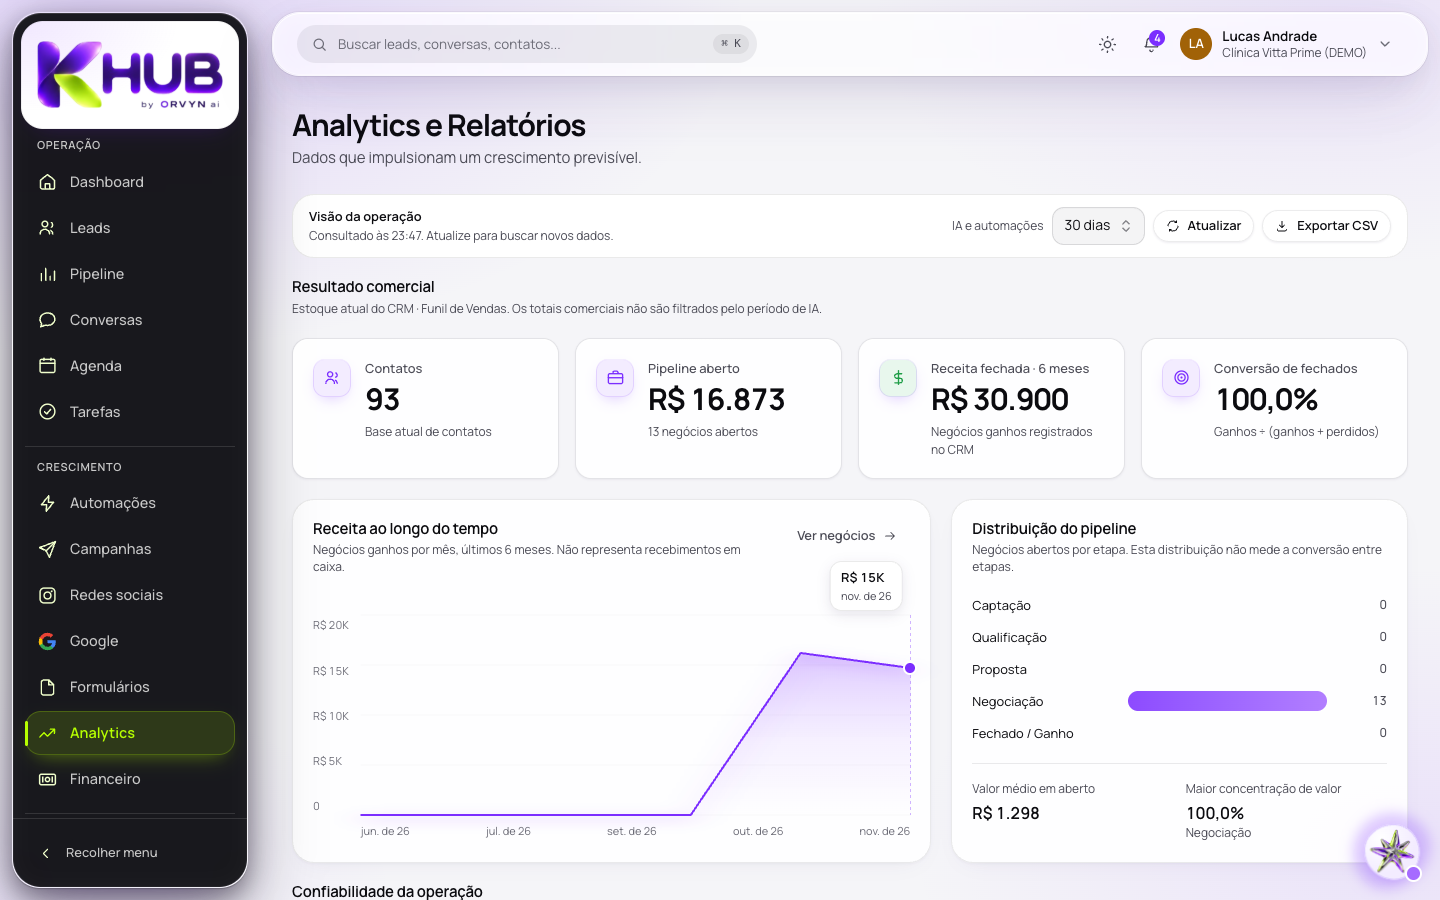 KHUB
by ORVYN ai
OPERAÇÃO
Dashboard
Leads
Pipeline
Conversas
Agenda
Tarefas
CRESCIMENTO
Automações
Campanhas
Redes sociais
Google
Formulários
Analytics
Financeiro
Recolher menu
Buscar leads, conversas, contatos...
⌘ K
4
LA
Lucas Andrade
Clínica Vitta Prime (DEMO)
Analytics e Relatórios
Dados que impulsionam um crescimento previsível.
Visão da operação
Consultado às 23:47. Atualize para buscar novos dados.
IA e automações
30 dias
Atualizar
Exportar CSV
Resultado comercial
Estoque atual do CRM · Funil de Vendas. Os totais comerciais não são filtrados pelo período de IA.
Contatos
93
Base atual de contatos
Pipeline aberto
R$ 16.873
13 negócios abertos
Receita fechada · 6 meses
R$ 30.900
Negócios ganhos registrados
no CRM
Conversão de fechados
100,0%
Ganhos ÷ (ganhos + perdidos)
Receita ao longo do tempo
Negócios ganhos por mês, últimos 6 meses. Não representa recebimentos em
caixa.
Ver negócios →
R$ 15K
nov. de 26
R$ 20K
R$ 15K
R$ 10K
R$ 5K
0
jun. de 26
jul. de 26
set. de 26
out. de 26
nov. de 26
Distribuição do pipeline
Negócios abertos por etapa. Esta distribuição não mede a conversão entre
etapas.
Captação 0
Qualificação 0
Proposta 0
Negociação 13
Fechado / Ganho 0
Valor médio em aberto
R$ 1.298
Maior concentração de valor
100,0%
Negociação
Confiabilidade da operação